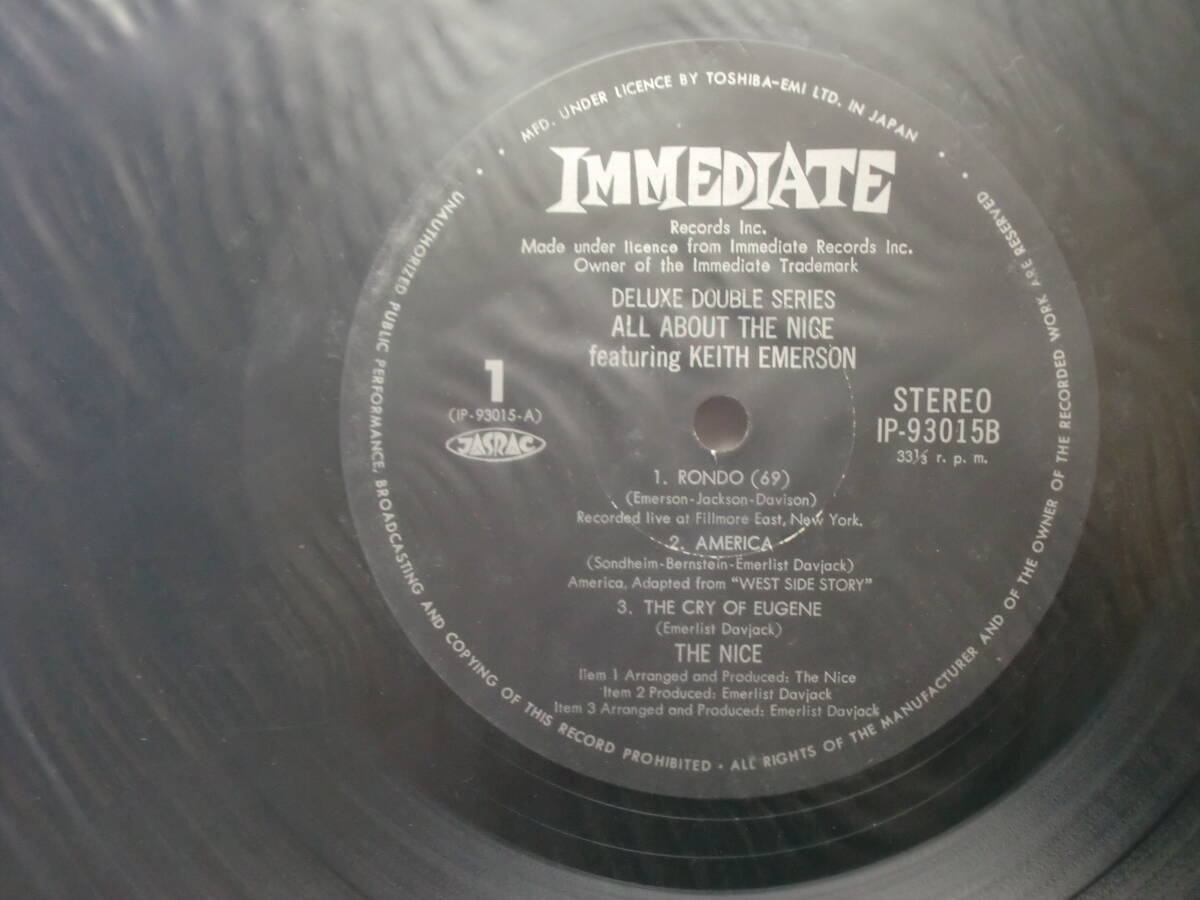 MFD. UNDER LICENCE BY TOSHIBA-EMI LTD. IN JAPAN
IMMEDIATE
Records Inc.
Made under licence from Immediate Records Inc.
Owner of the Immediate Trademark
DELUXE DOUBLE SERIES
ALL ABOUT THE NICE
featuring KEITH EMERSON
1
(IP-93015-A)
JASRAC
STEREO
IP-93015B
33⅓ r. p. m.
1. RONDO (69)
(Emerson-Jackson-Davison)
Recorded live at Fillmore East, New York.
2. AMERICA
(Sondheim-Bernstein-Emerlist Davjack)
America, Adapted from "WEST SIDE STORY"
3. THE CRY OF EUGENE
(Emerlist Davjack)
THE NICE
Item 1 Arranged and Produced: The Nice
Item 2 Produced: Emerlist Davjack
Item 3 Arranged and Produced: Emerlist Davjack
UNAUTHORIZED PUBLIC PERFORMANCE, BROADCASTING AND COPYING OF THIS RECORD PROHIBITED • ALL RIGHTS OF THE MANUFACTURER AND OF THE OWNER OF THE RECORDED WORK ARE RESERVED